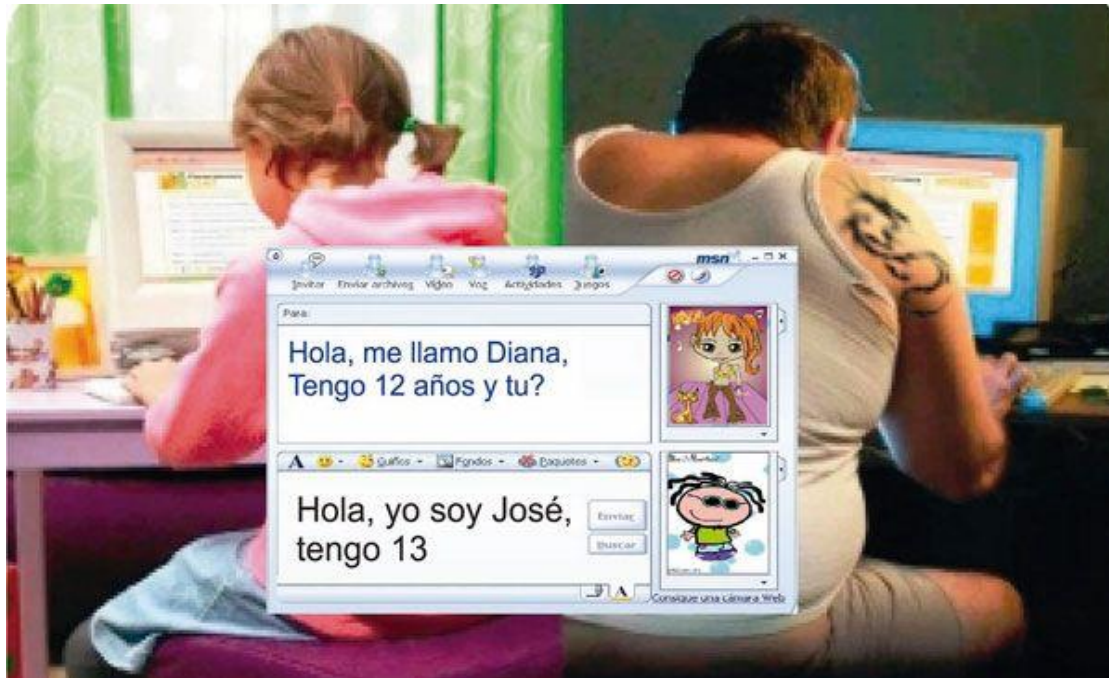 msn
Invitar Enviar archivos Video Voz Actividades Juegos
Para:
Hola, me llamo Diana,
Tengo 12 años y tu?
A Guiños Fondos Paquetes
Hola, yo soy José,
tengo 13
Enviar
Buscar
A
Consigue una cámara Web